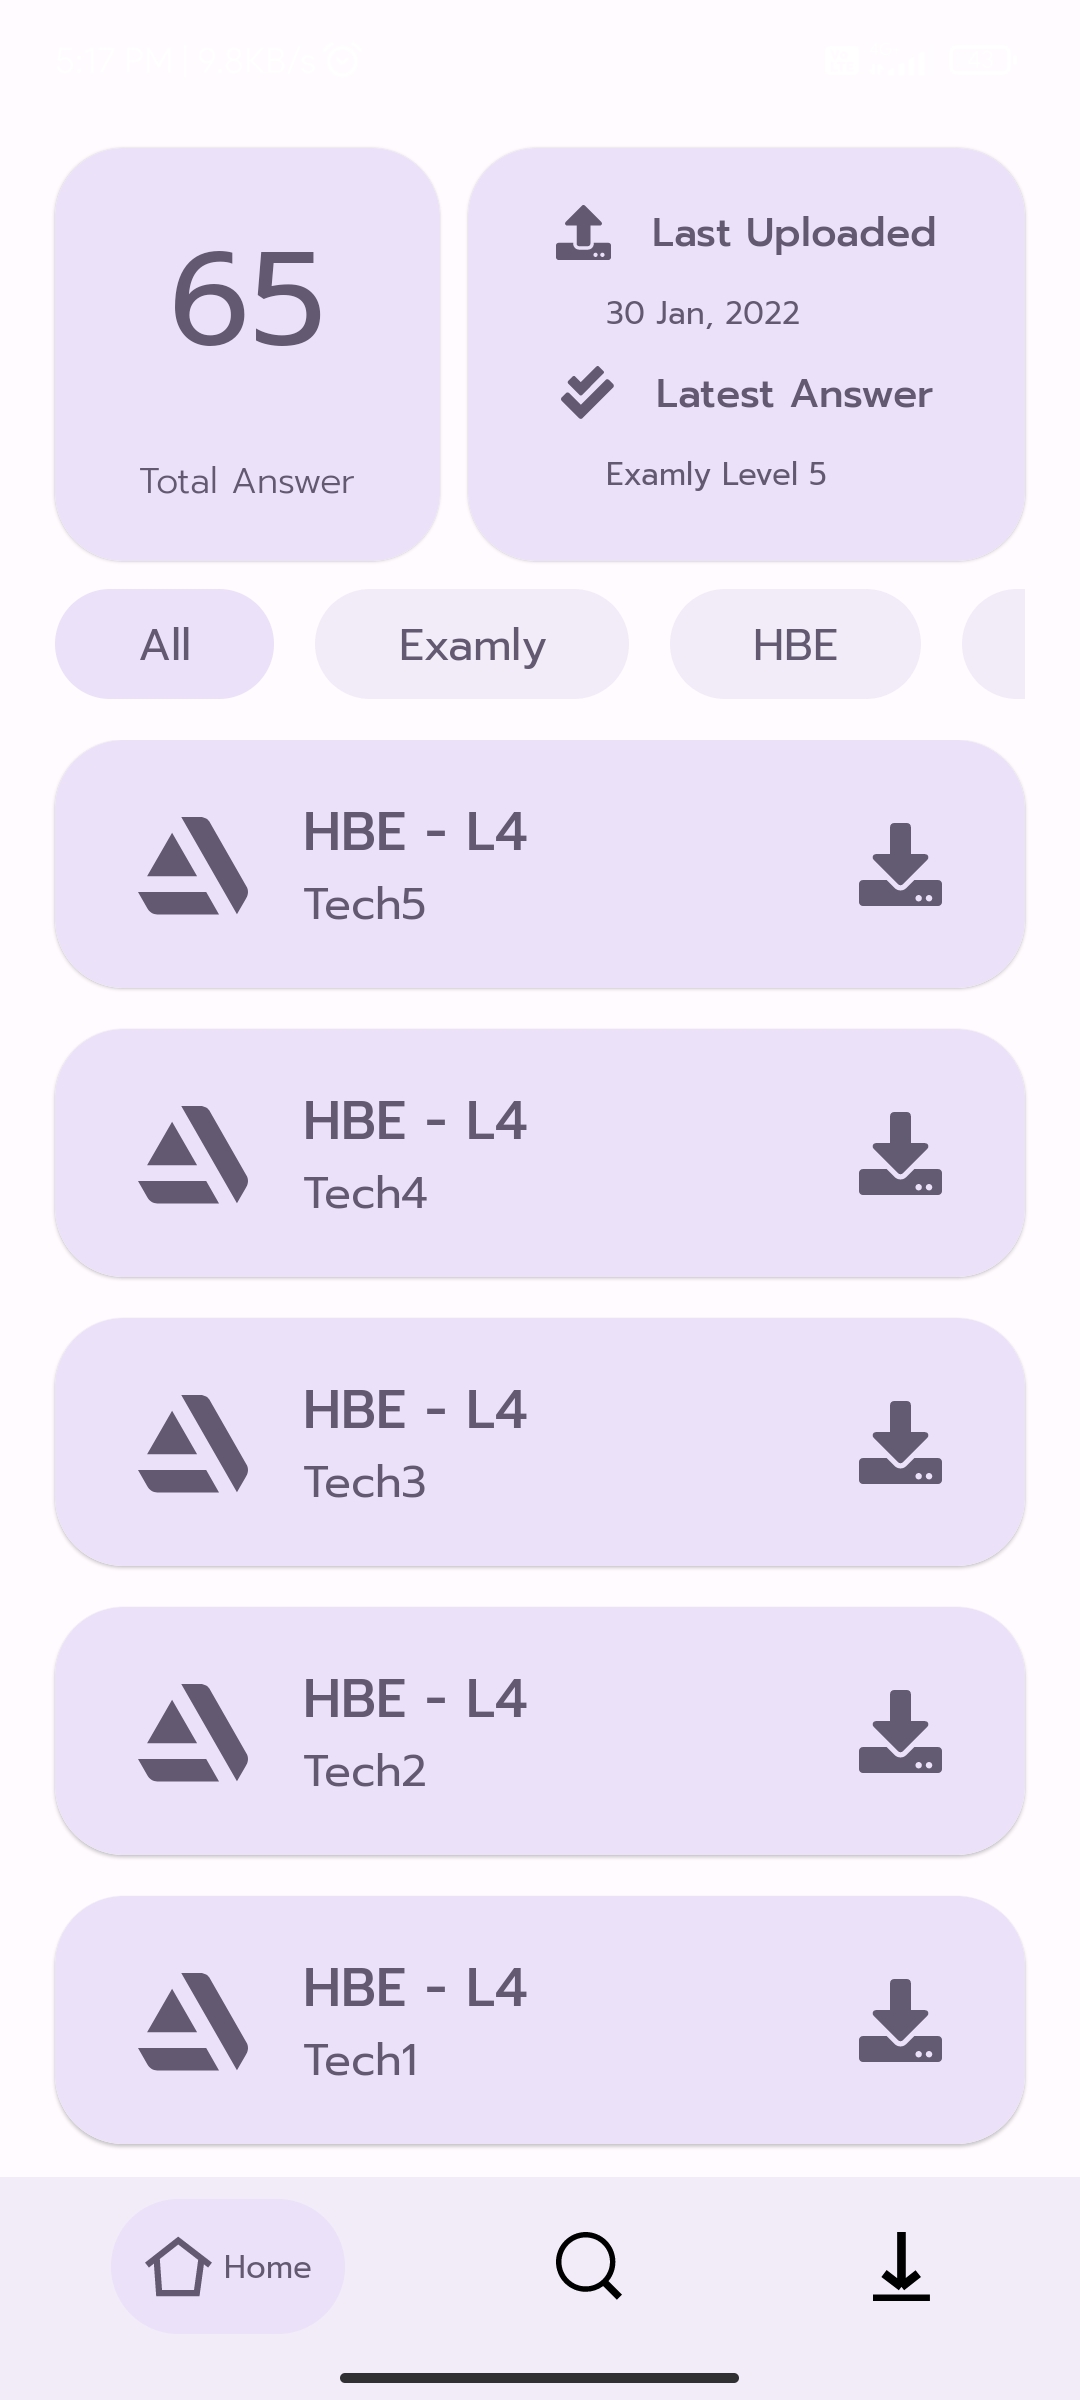 65
Total Answer
Last Uploaded
30 Jan, 2022
Latest Answer
Examly Level 5
All
Examly
HBE
HBE - L4
Tech5
HBE - L4
Tech4
HBE - L4
Tech3
HBE - L4
Tech2
HBE - L4
Tech1
Home